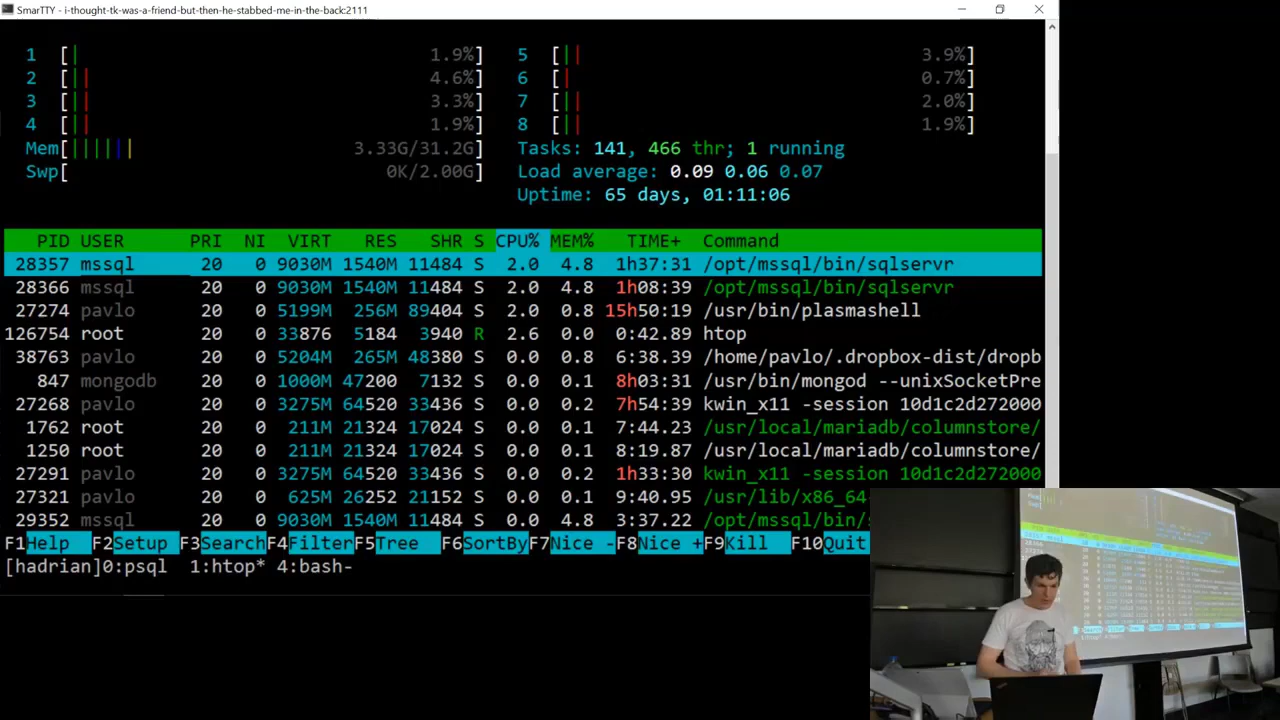 SmarTTY - i-thought-tk-was-a-friend-but-then-he-stabbed-me-in-the-back:2111
1 [| 1.9%] 5 [|| 3.9%]
2 [|| 4.6%] 6 [| 0.7%]
3 [|| 3.3%] 7 [|| 2.0%]
4 [|| 1.9%] 8 [|| 1.9%]
Mem[|||||| 3.33G/31.2G] Tasks: 141, 466 thr; 1 running
Swp[ 0K/2.00G] Load average: 0.09 0.06 0.07
Uptime: 65 days, 01:11:06
PID USER PRI NI VIRT RES SHR S CPU% MEM% TIME+ Command
28357 mssql 20 0 9030M 1540M 11484 S 2.0 4.8 1h37:31 /opt/mssql/bin/sqlservr
28366 mssql 20 0 9030M 1540M 11484 S 2.0 4.8 1h08:39 /opt/mssql/bin/sqlservr
27274 pavlo 20 0 5199M 256M 89404 S 2.0 0.8 15h50:19 /usr/bin/plasmashell
126754 root 20 0 33876 5184 3940 R 2.6 0.0 0:42.89 htop
38763 pavlo 20 0 5204M 265M 48380 S 0.0 0.8 6:38.39 /home/pavlo/.dropbox-dist/dropb
847 mongodb 20 0 1000M 47200 7132 S 0.0 0.1 8h03:31 /usr/bin/mongod --unixSocketPre
27268 pavlo 20 0 3275M 64520 33436 S 0.0 0.2 7h54:39 kwin_x11 -session 10d1c2d272000
1762 root 20 0 211M 21324 17024 S 0.0 0.1 7:44.23 /usr/local/mariadb/columnstore/
1250 root 20 0 211M 21324 17024 S 0.0 0.1 8:19.87 /usr/local/mariadb/columnstore/
27291 pavlo 20 0 3275M 64520 33436 S 0.0 0.2 1h33:30 kwin_x11 -session 10d1c2d272000
27321 pavlo 20 0 625M 26252 21152 S 0.0 0.1 9:40.95 /usr/lib/x86_64
29352 mssql 20 0 9030M 1540M 11484 S 0.0 4.8 3:37.22 /opt/mssql/bin/s
F1Help F2Setup F3SearchF4FilterF5Tree F6SortByF7Nice -F8Nice +F9Kill F10Quit
[hadrian]0:psql 1:htop* 4:bash-